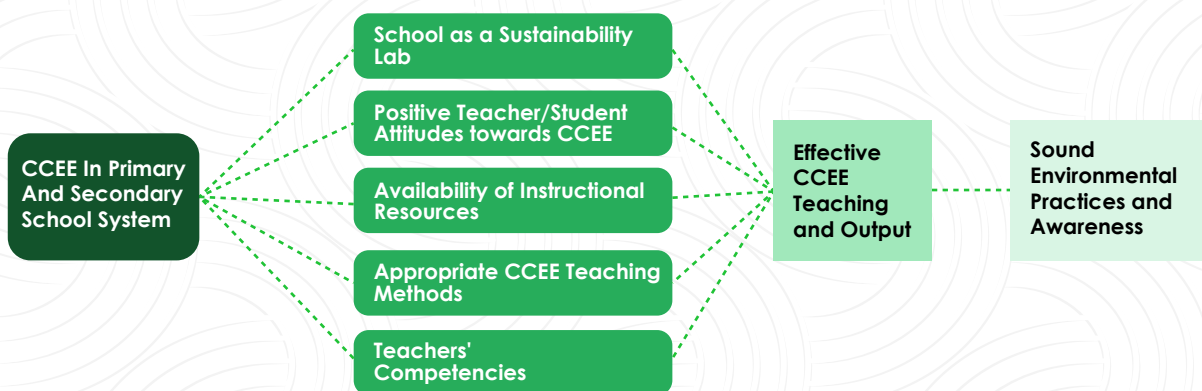 CCEE In Primary
And Secondary
School System
School as a Sustainability
Lab
Positive Teacher/Student
Attitudes towards CCEE
Availability of Instructional
Resources
Appropriate CCEE Teaching
Methods
Teachers'
Competencies
Effective
CCEE
Teaching
and Output
Sound
Environmental
Practices and
Awareness